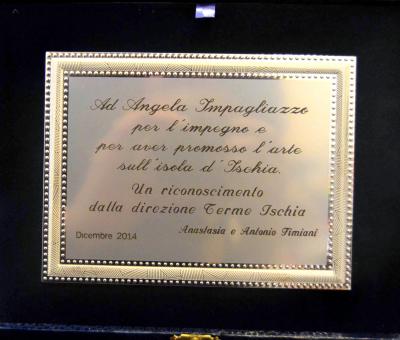 Ad Angela Impagliazzo
per l'impegno e
per aver promosso l'arte
sull'isola d'Ischia.
Un riconoscimento
dalla direzione Terme Ischia
Dicembre 2014
Anastasia e Antonio Fimiani